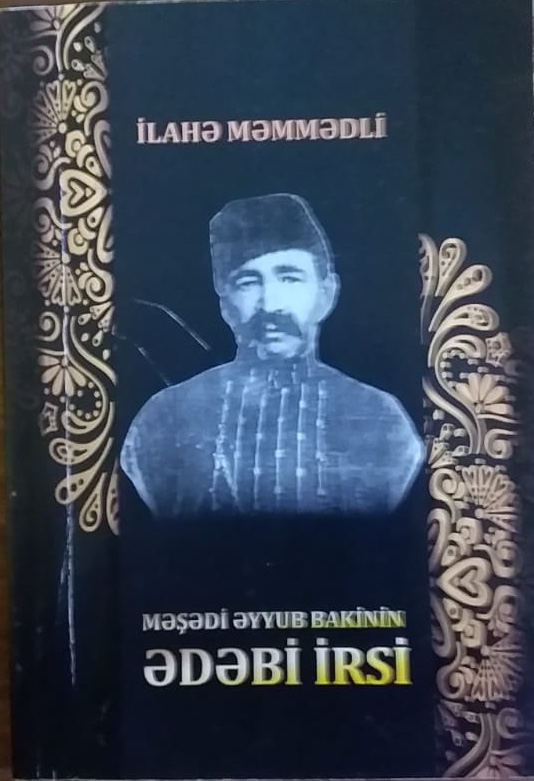 İLAHƏ MƏMMƏDLİ
MƏŞƏDİ ƏYYUB BAKİNİN
ƏDƏBİ İRSİ